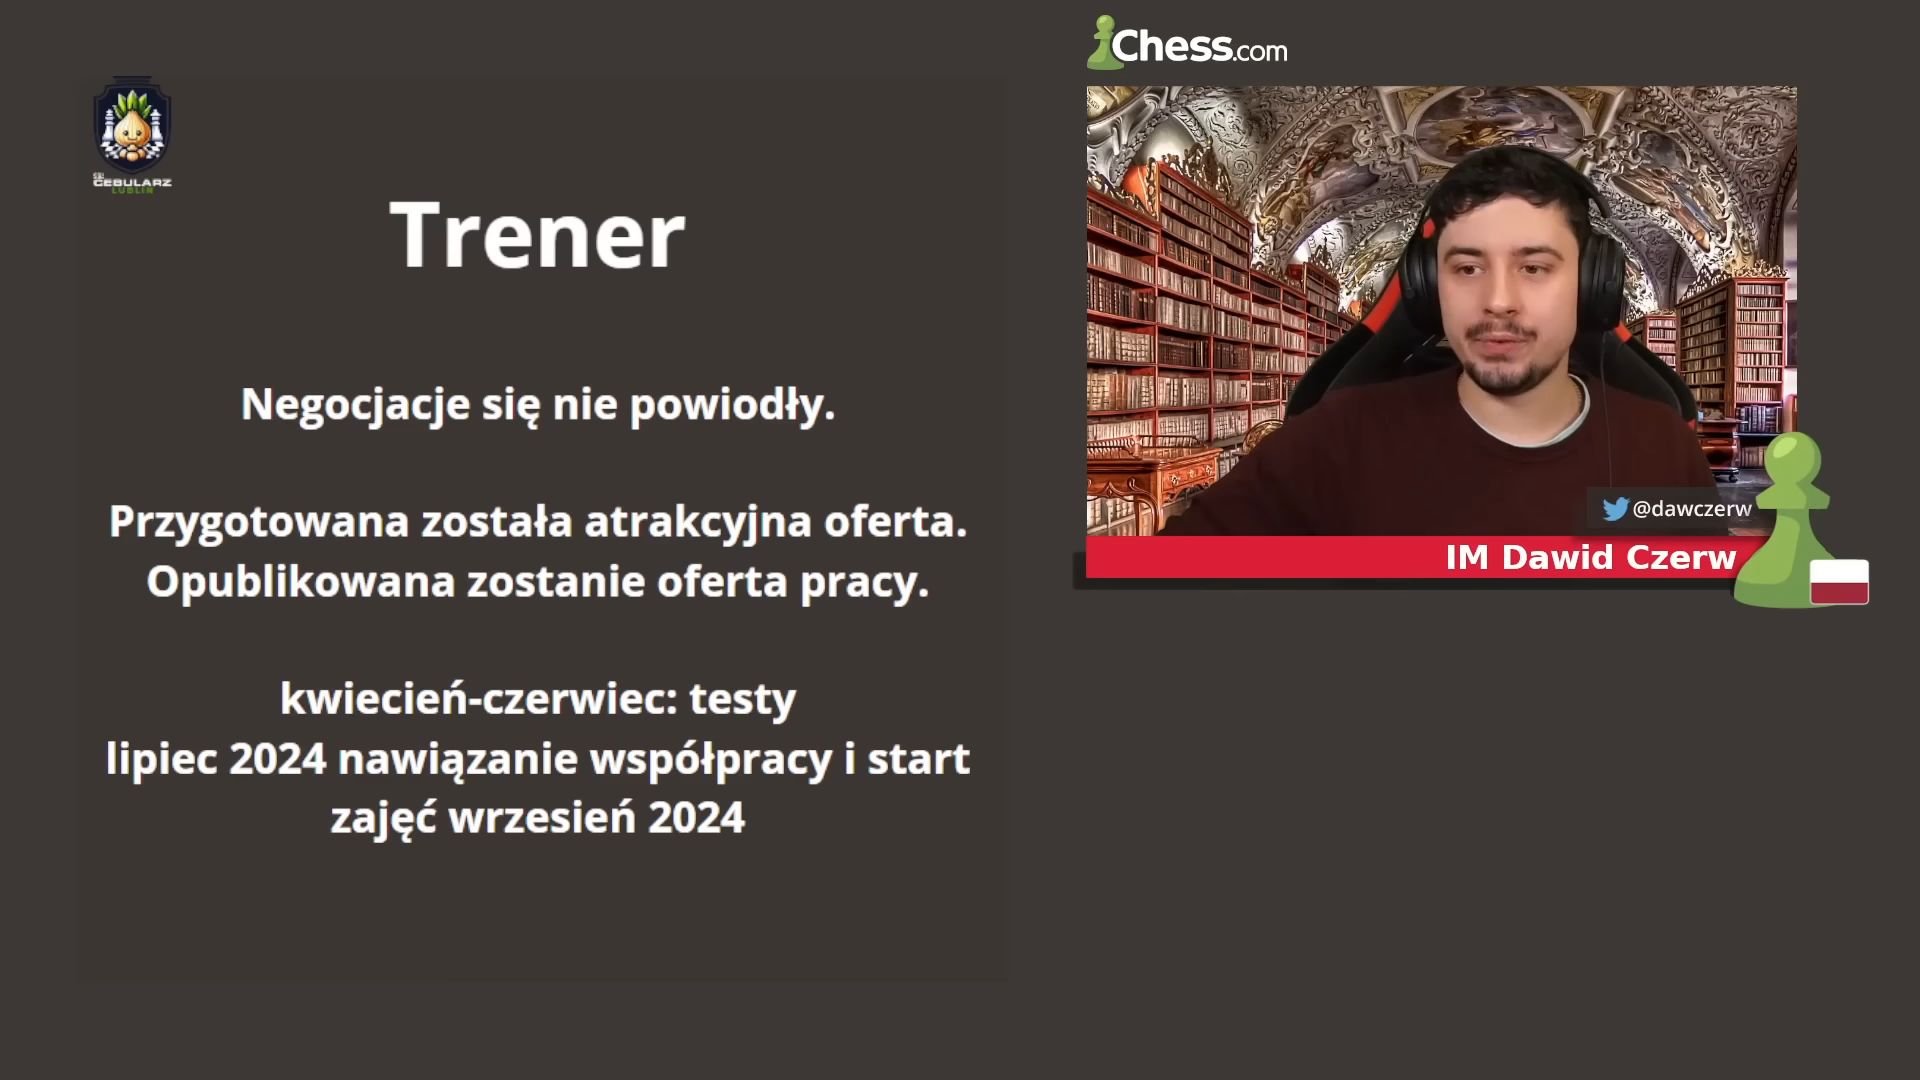 CEBULARZ
LUBLIN
Trener
Negocjacje się nie powiodły.
Przygotowana została atrakcyjna oferta.
Opublikowana zostanie oferta pracy.
kwiecień-czerwiec: testy
lipiec 2024 nawiązanie współpracy i start
zajęć wrzesień 2024
Chess.com
@dawczerw
IM Dawid Czerw